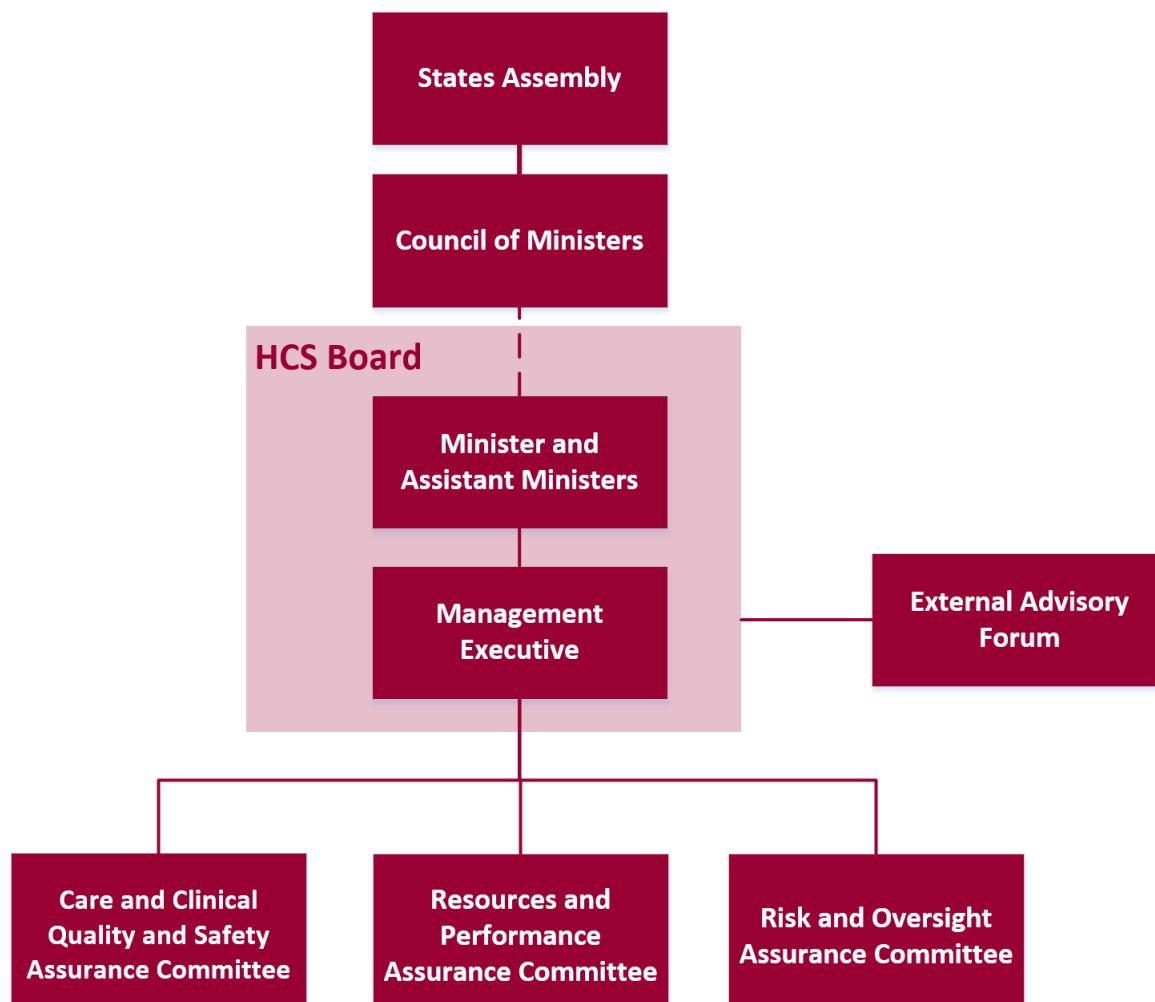 States Assembly
Council of Ministers
HCS Board
Minister and
Assistant Ministers
Management
Executive
External Advisory
Forum
Care and Clinical
Quality and Safety
Assurance Committee
Resources and
Performance
Assurance Committee
Risk and Oversight
Assurance Committee